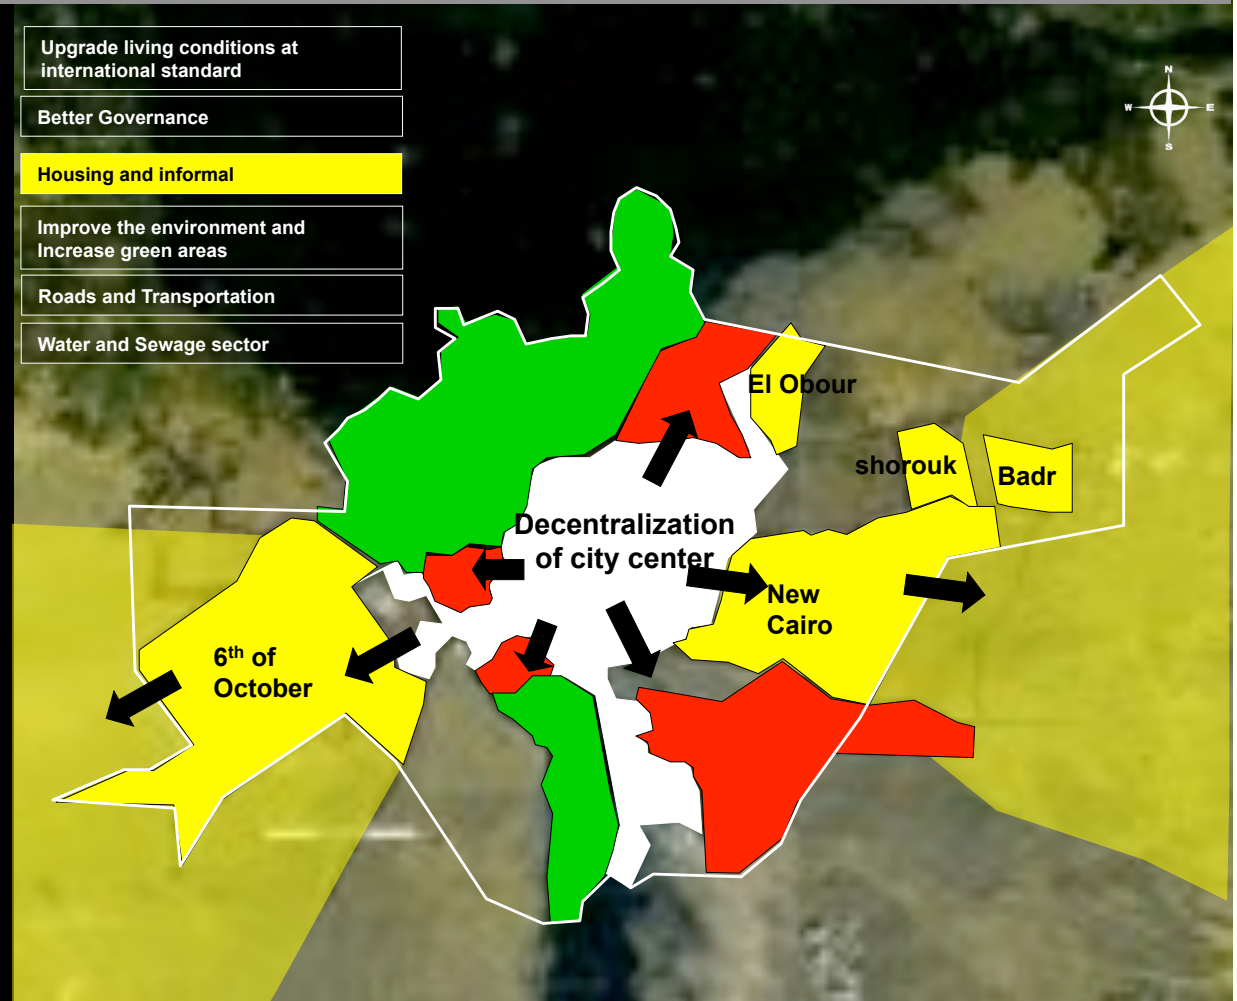 Upgrade living conditions at
international standard
Better Governance
Housing and informal
Improve the environment and
Increase green areas
Roads and Transportation
Water and Sewage sector
N
W
E
S
El Obour
shorouk
Badr
Decentralization
of city center
New
Cairo
6th of
October